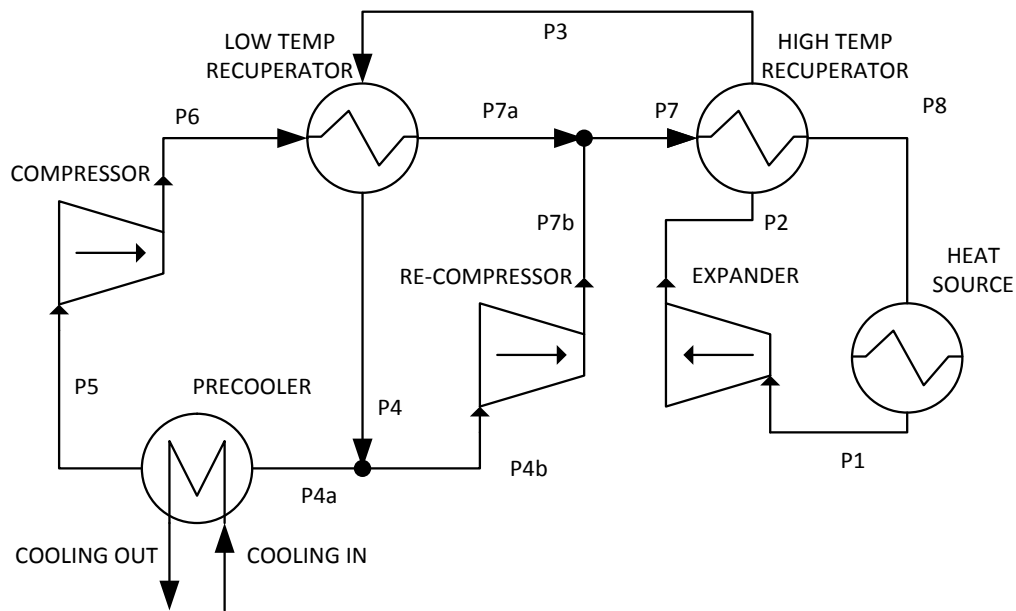 P3
LOW TEMP
RECUPERATOR
HIGH TEMP
RECUPERATOR
P6
P7a
P7
P8
COMPRESSOR
P7b
P2
RE-COMPRESSOR
EXPANDER
HEAT
SOURCE
P5
PRECOOLER
P4
P4a
P4b
P1
COOLING OUT
COOLING IN